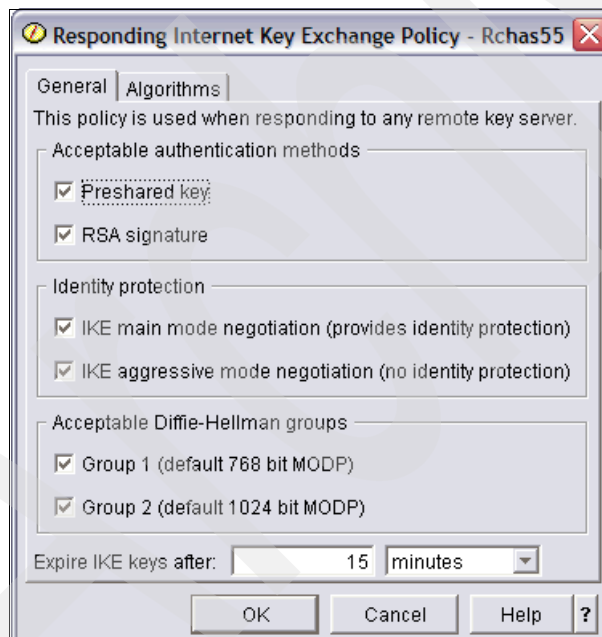 Responding Internet Key Exchange Policy - Rchas55
General
Algorithms
This policy is used when responding to any remote key server.
Acceptable authentication methods
Preshared key
RSA signature
Identity protection
IKE main mode negotiation (provides identity protection)
IKE aggressive mode negotiation (no identity protection)
Acceptable Diffie-Hellman groups
Group 1 (default 768 bit MODP)
Group 2 (default 1024 bit MODP)
Expire IKE keys after: 15 minutes
OK Cancel Help ?